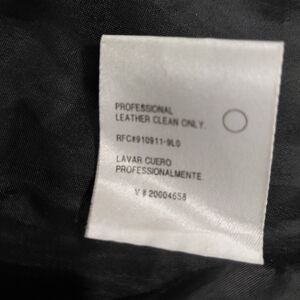 PROFESSIONAL
LEATHER CLEAN ONLY.
RFC#910911-9L0
LAVAR CUERO
PROFESSIONALMENTE.
V # 20004658